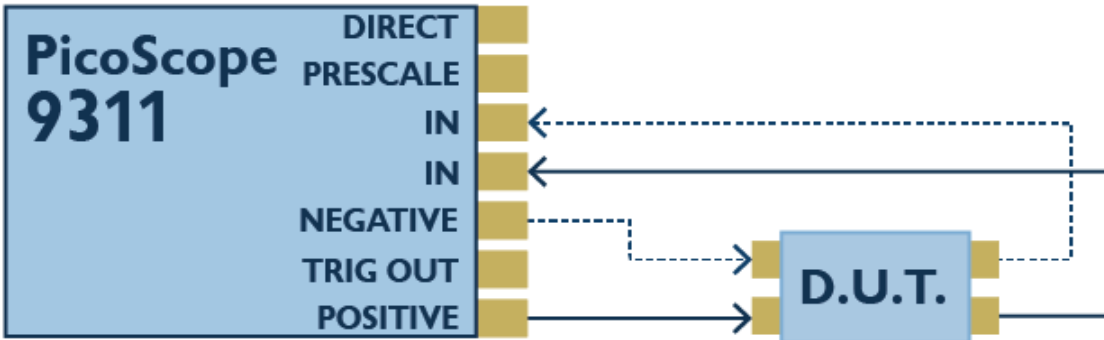 PicoScope
9311
DIRECT
PRESCALE
IN
IN
NEGATIVE
TRIG OUT
POSITIVE
D.U.T.